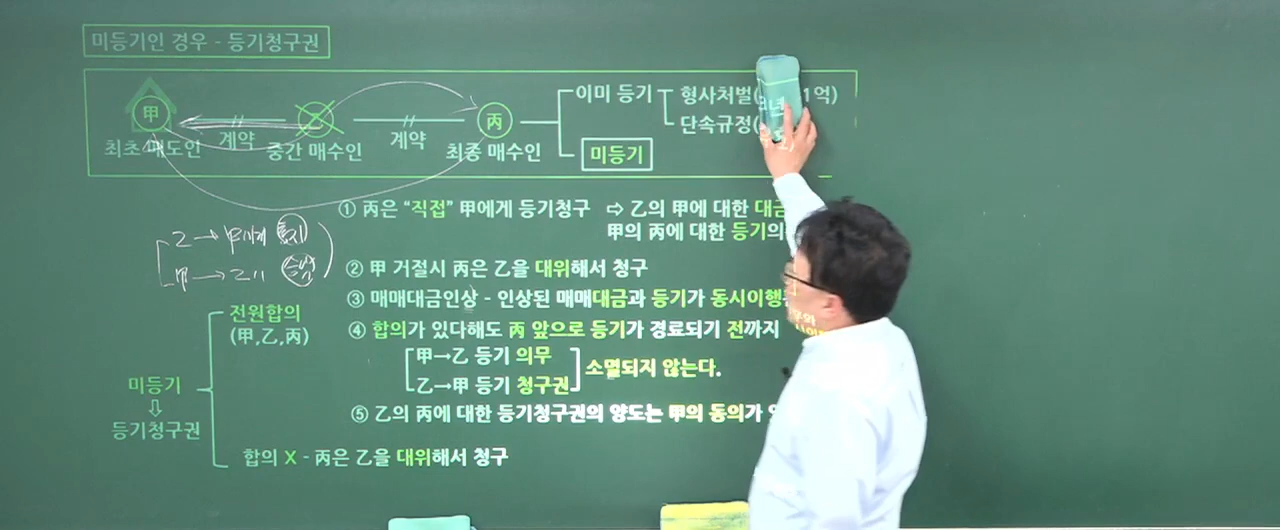 미등기인 경우 - 등기청구권
甲 乙 丙
계약 계약
최초 매도인 중간 매수인 최종 매수인
이미 등기
형사처벌( 1억)
단속규정(
미등기
① 丙은 “직접” 甲에게 등기청구 ⇨ 乙의 甲에 대한 대금
甲의 丙에 대한 등기의
② 甲 거절시 丙은 乙을 대위해서 청구
③ 매매대금인상 - 인상된 매매대금과 등기가 동시이행
④ 합의가 있다해도 丙 앞으로 등기가 경료되기 전까지
甲→乙 등기 의무
乙→甲 등기 청구권
소멸되지 않는다.
⑤ 乙의 丙에 대한 등기청구권의 양도는 甲의 동의가
乙→甲에게 통지
甲→乙 〃 승낙
전원합의
(甲,乙,丙)
미등기
⇩
등기청구권
합의 X - 丙은 乙을 대위해서 청구